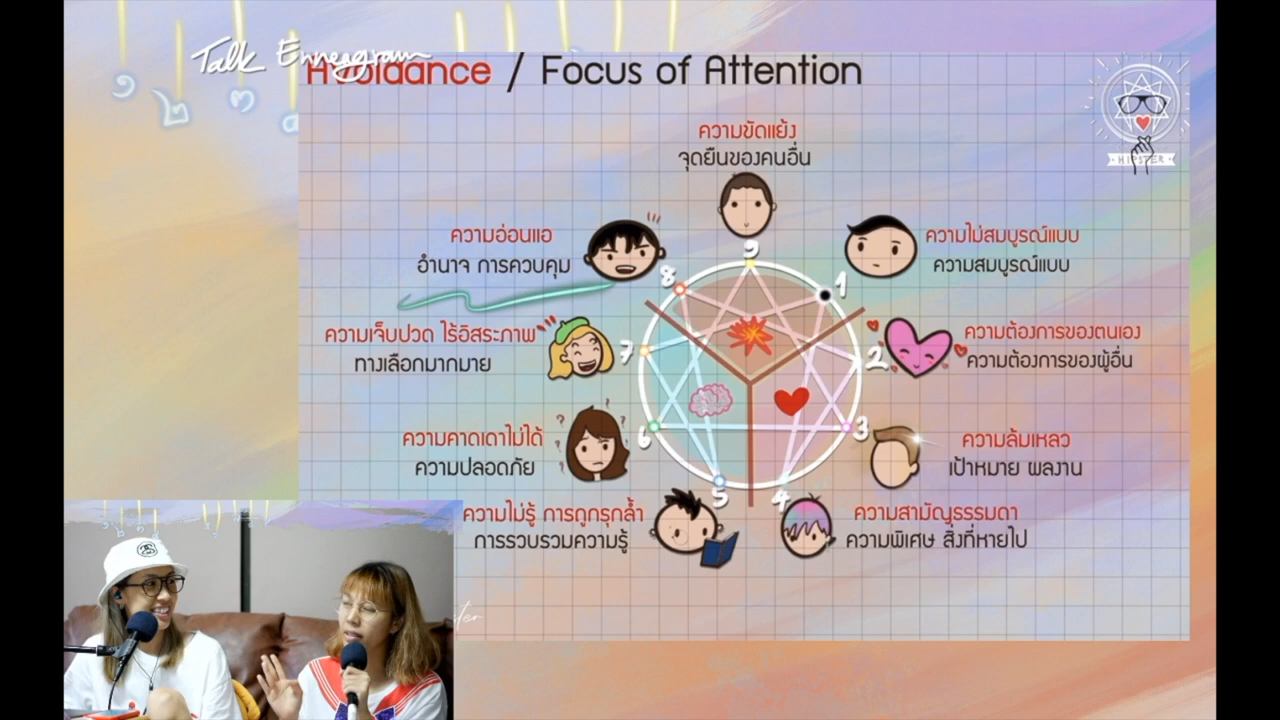 Talk Enneagram
Avoidance / Focus of Attention
๑ ๒ ๓
HIPSTER
ความขัดแย้ง
จุดยืนของคนอื่น
ความอ่อนแอ
อำนาจ การควบคุม
ความไม่สมบูรณ์แบบ
ความสมบูรณ์แบบ
9
8
1
ความเจ็บปวด ไร้อิสระภาพ
ทางเลือกมากมาย
7
2
ความต้องการของตนเอง
ความต้องการของผู้อื่น
ความคาดเดาไม่ได้
ความปลอดภัย
6
3
ความล้มเหลว
เป้าหมาย ผลงาน
5
4
ความไม่รู้ การถูกรุกล้ำ
การรวบรวมความรู้
ความสามัญธรรมดา
ความพิเศษ สิ่งที่หายไป